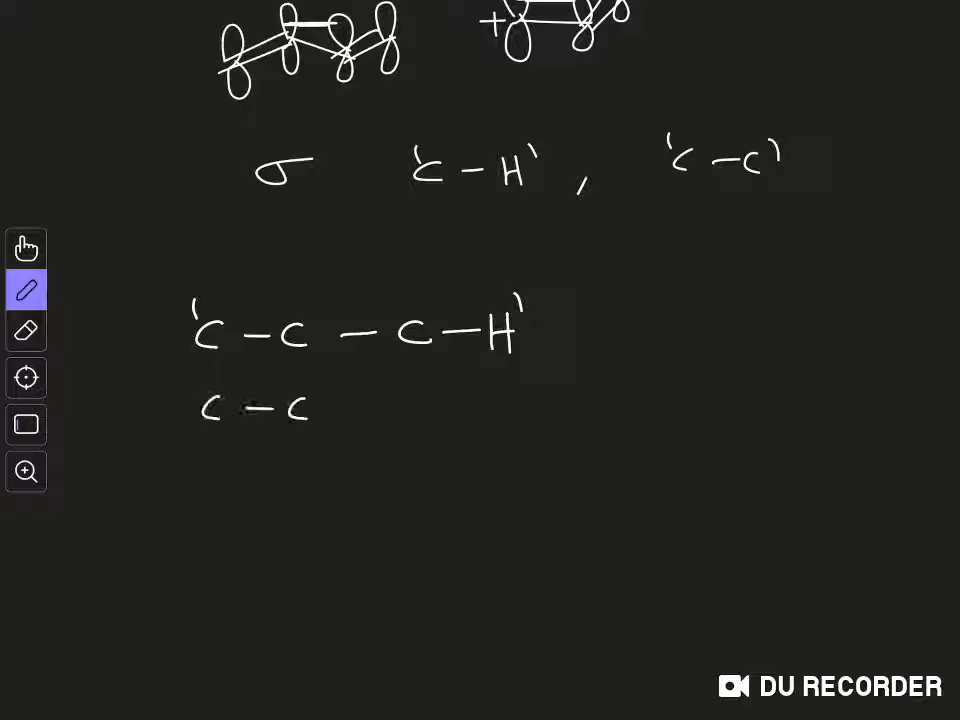 +
σ 'C - H' , 'C - C'
'C - C - C - H'
C - C
DU RECORDER